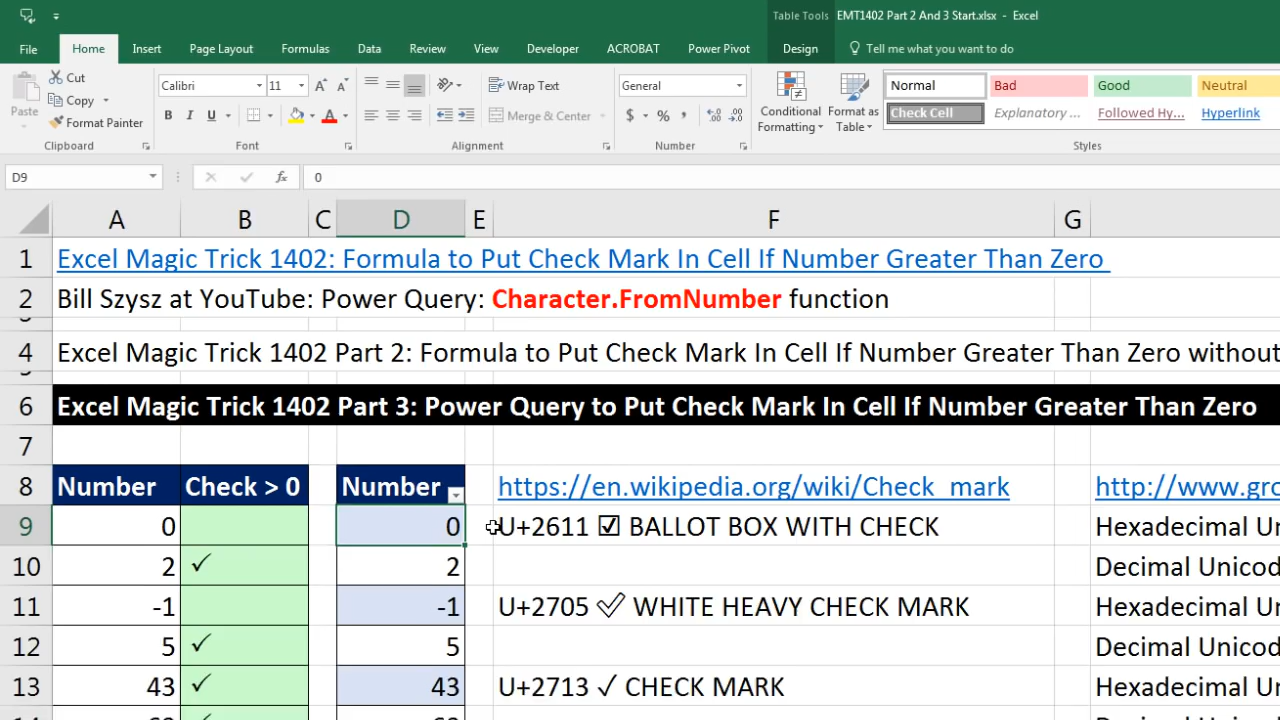 Table Tools EMT1402 Part 2 And 3 Start.xlsx - Excel
File Home Insert Page Layout Formulas Data Review View Developer ACROBAT Power Pivot Design Tell me what you want to do
Paste
Cut
Copy
Format Painter
Clipboard
Calibri 11
B I U
Font
Wrap Text
Merge & Center
Alignment
General
$ % ,
Number
Conditional
Formatting
Format as
Table
Normal Bad Good Neutral
Check Cell Explanatory ... Followed Hy... Hyperlink
Styles
D9 fx 0
A B C D E F G
1 Excel Magic Trick 1402: Formula to Put Check Mark In Cell If Number Greater Than Zero
2 Bill Szysz at YouTube: Power Query: Character.FromNumber function
4 Excel Magic Trick 1402 Part 2: Formula to Put Check Mark In Cell If Number Greater Than Zero without
6 Excel Magic Trick 1402 Part 3: Power Query to Put Check Mark In Cell If Number Greater Than Zero
7
8 Number Check > 0 Number https://en.wikipedia.org/wiki/Check_mark http://www.gro
9 0 0 U+2611 ☑ BALLOT BOX WITH CHECK Hexadecimal Un
10 2 ✓ 2 Decimal Unicod
11 -1 -1 U+2705 ✅ WHITE HEAVY CHECK MARK Hexadecimal Un
12 5 ✓ 5 Decimal Unicod
13 43 ✓ 43 U+2713 ✓ CHECK MARK Hexadecimal Un